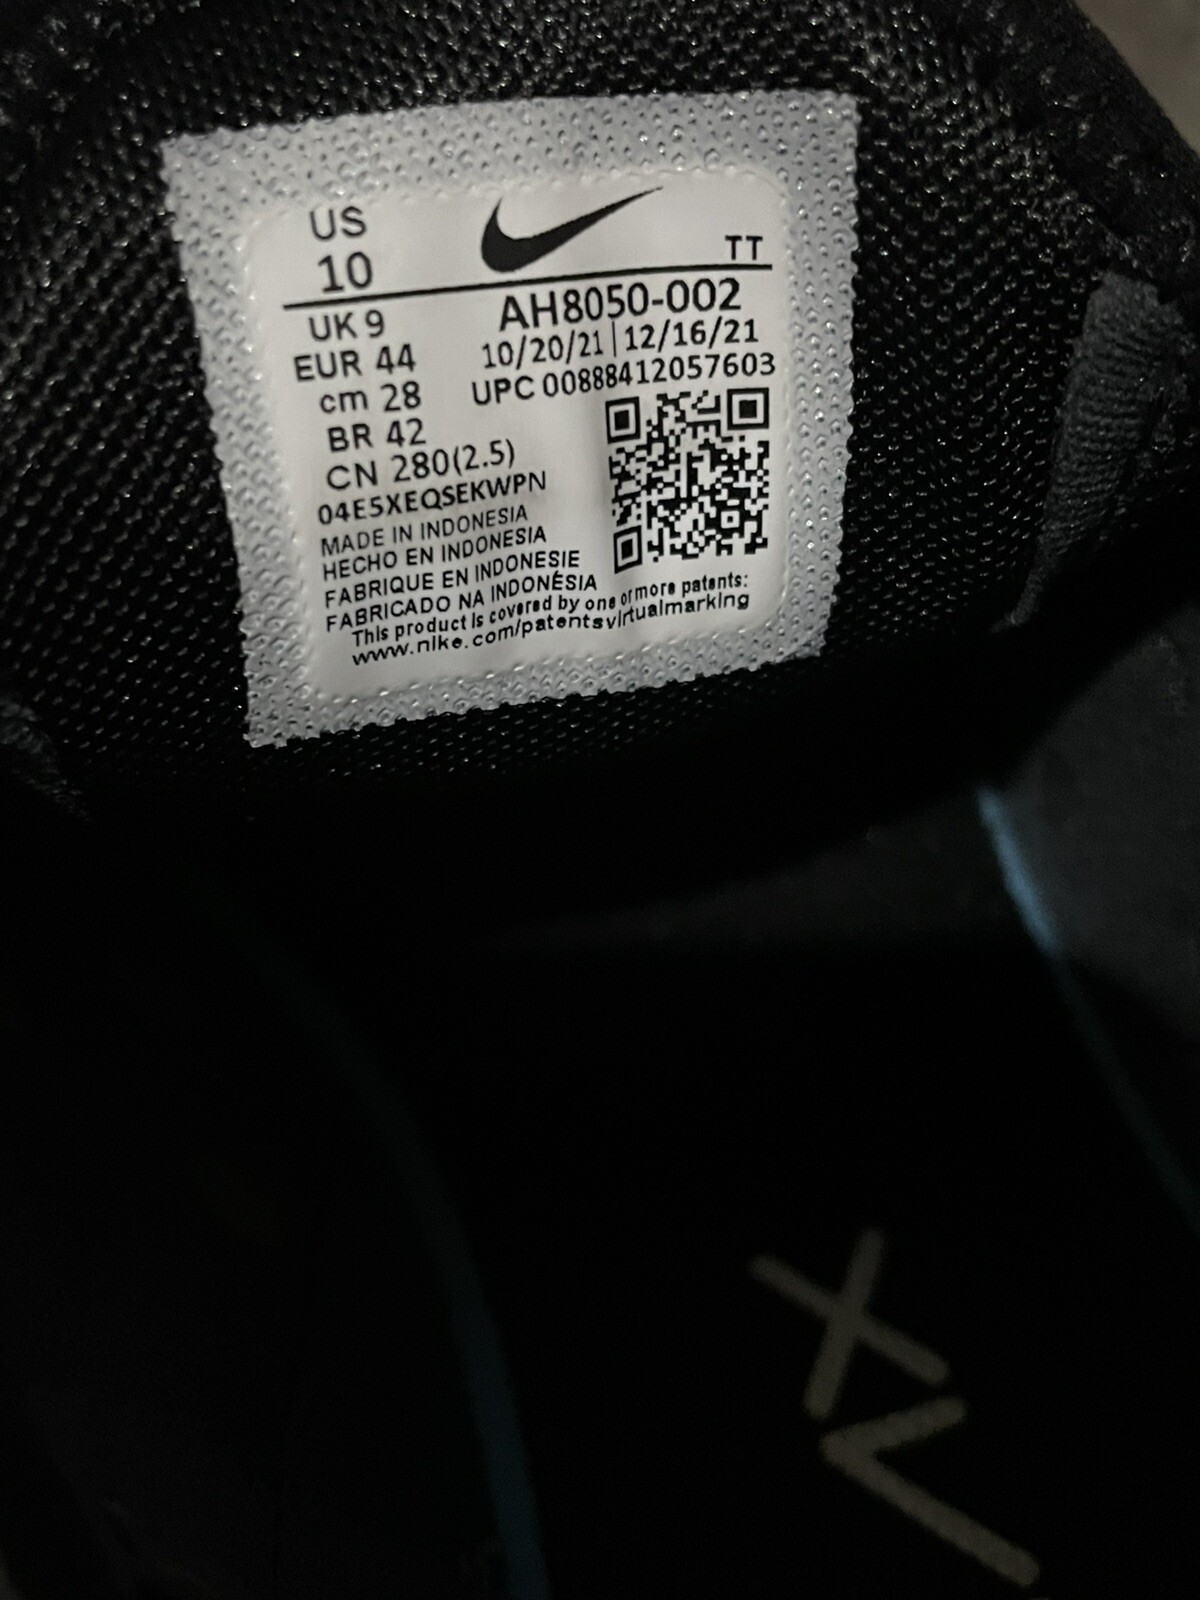 US
10
TT
AH8050-002
UK 9
10/20/21 | 12/16/21
EUR 44
UPC 00888412057603
cm 28
BR 42
CN 280(2.5)
04E5XEQSEKWPN
MADE IN INDONESIA
HECHO EN INDONESIA
FABRIQUE EN INDONESIE
FABRICADO NA INDONÉSIA
This product is covered by one or more patents:
www.nike.com/patentsvirtualmarking